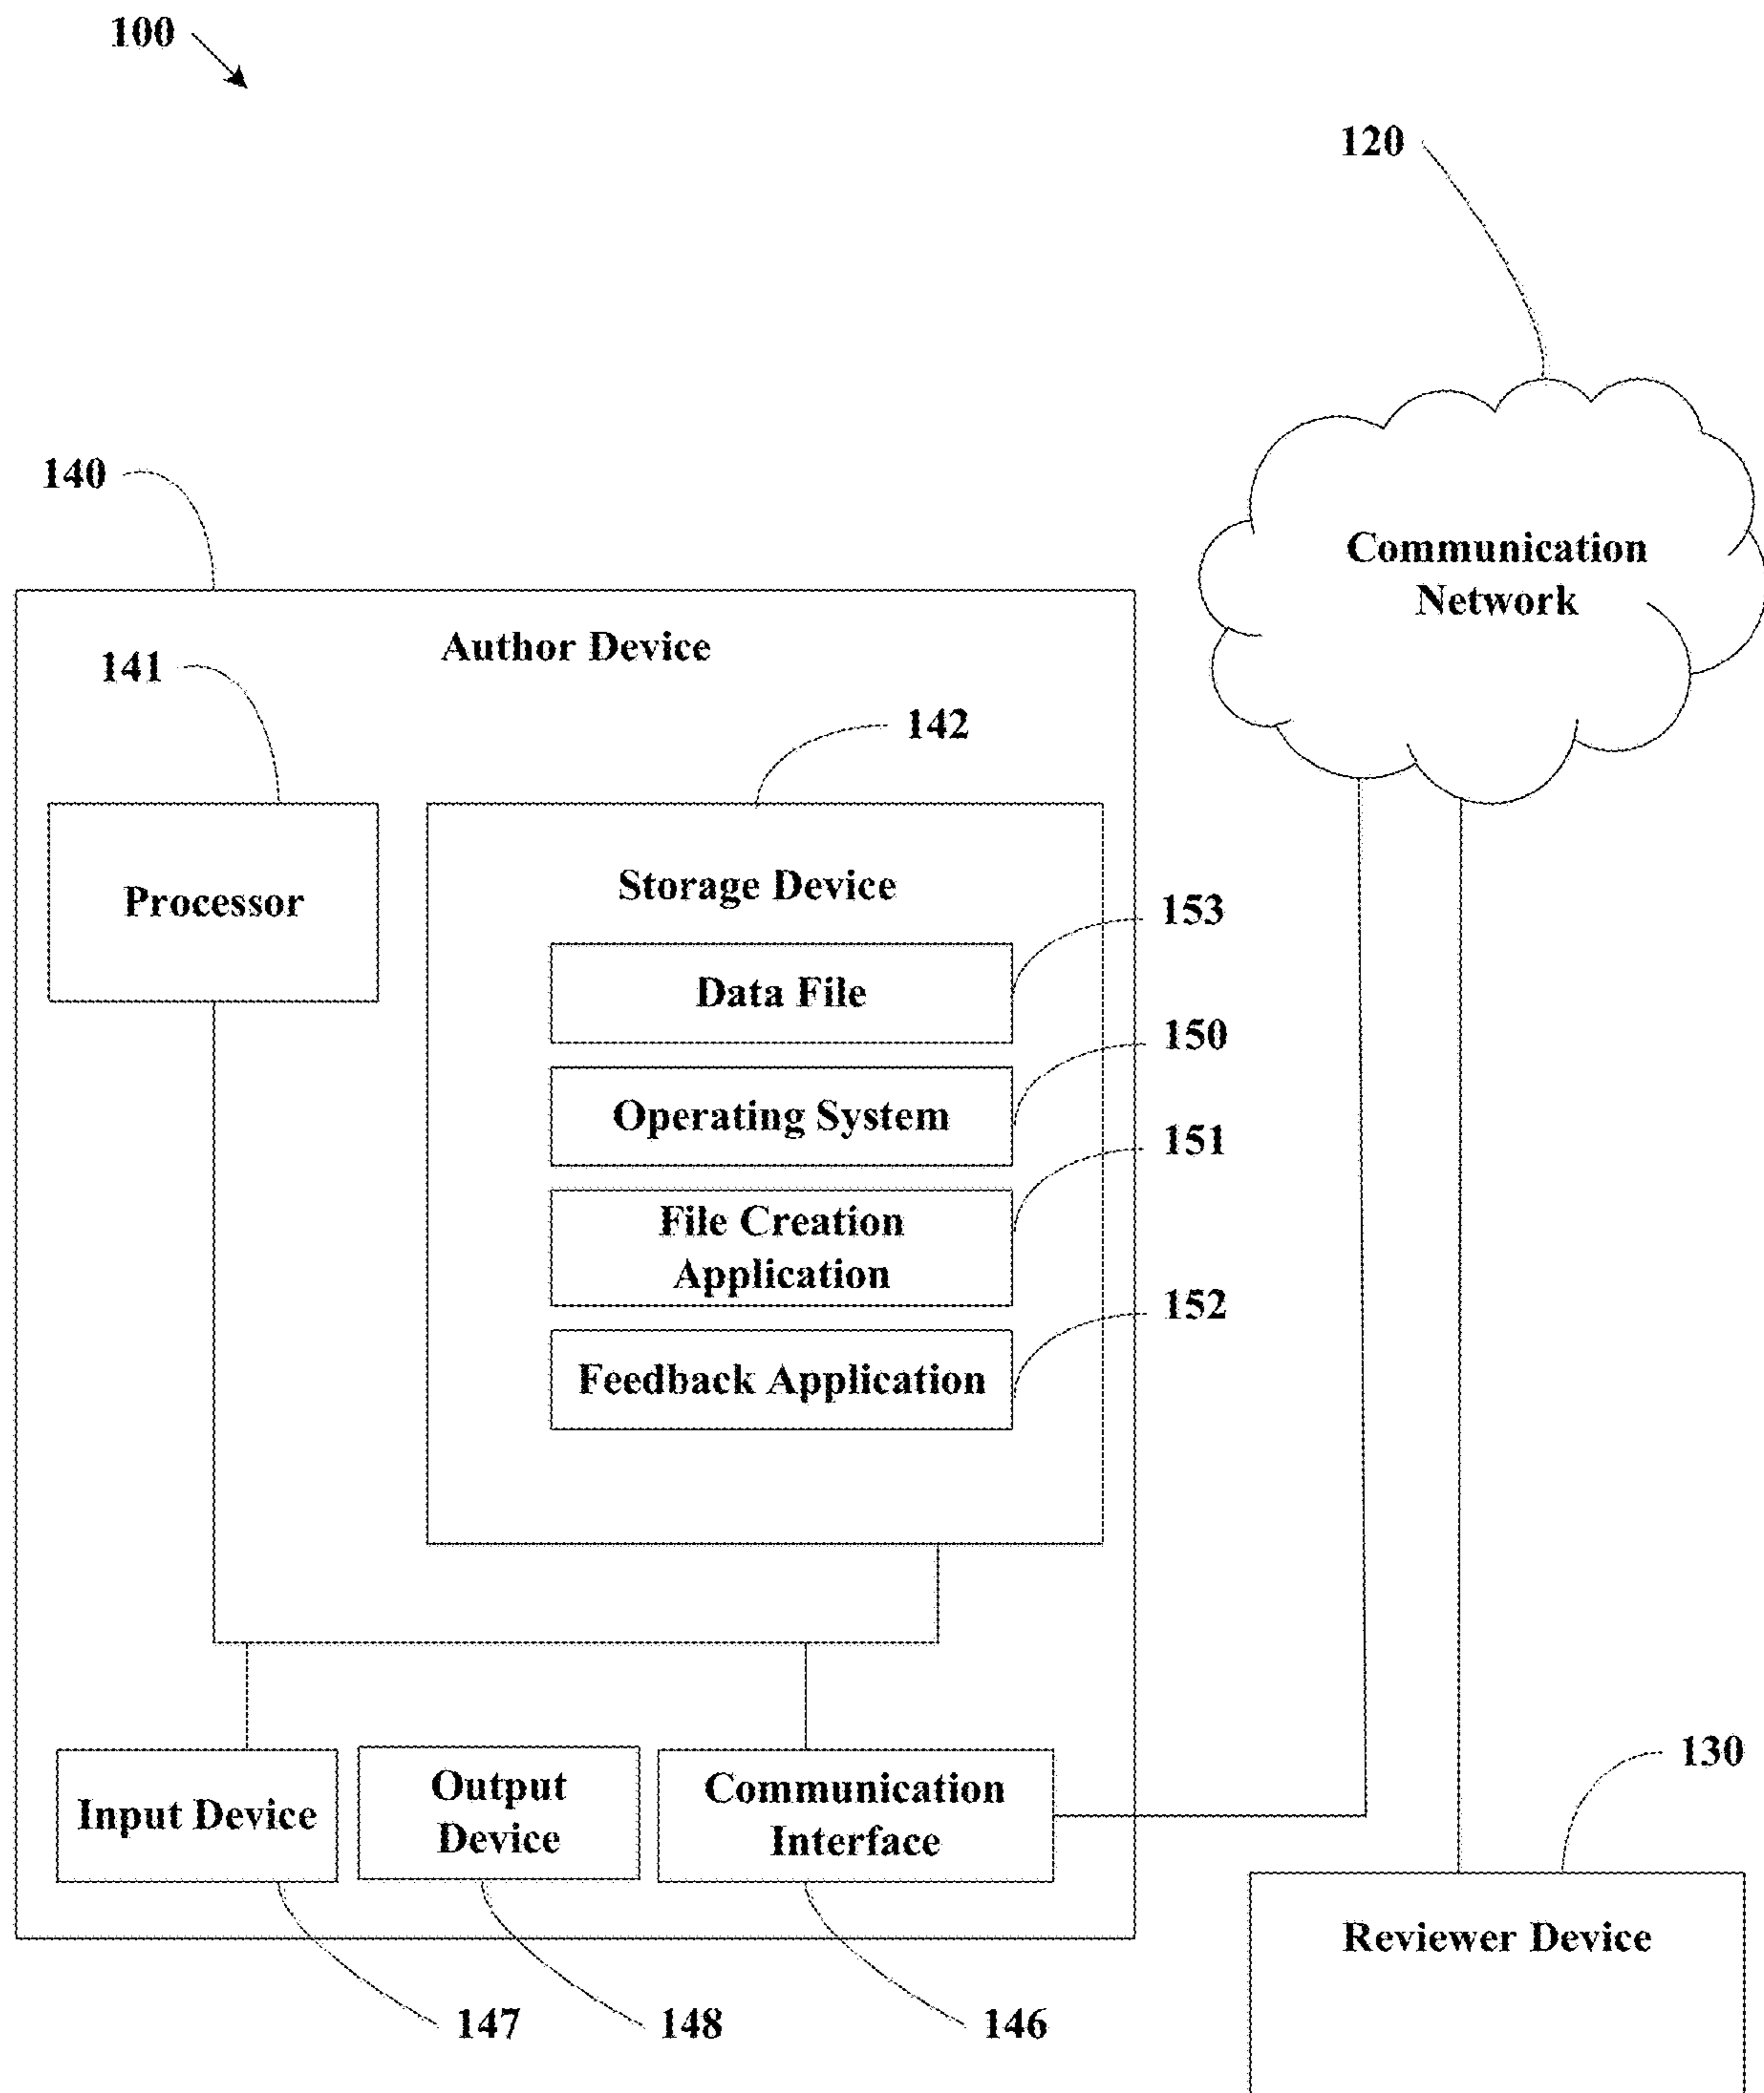 100
120
Communication
Network
140
Author Device
141
142
Processor
Storage Device
153
Data File
150
Operating System
151
File Creation
Application
152
Feedback Application
130
Input Device
Output
Device
Communication
Interface
Reviewer Device
147
148
146